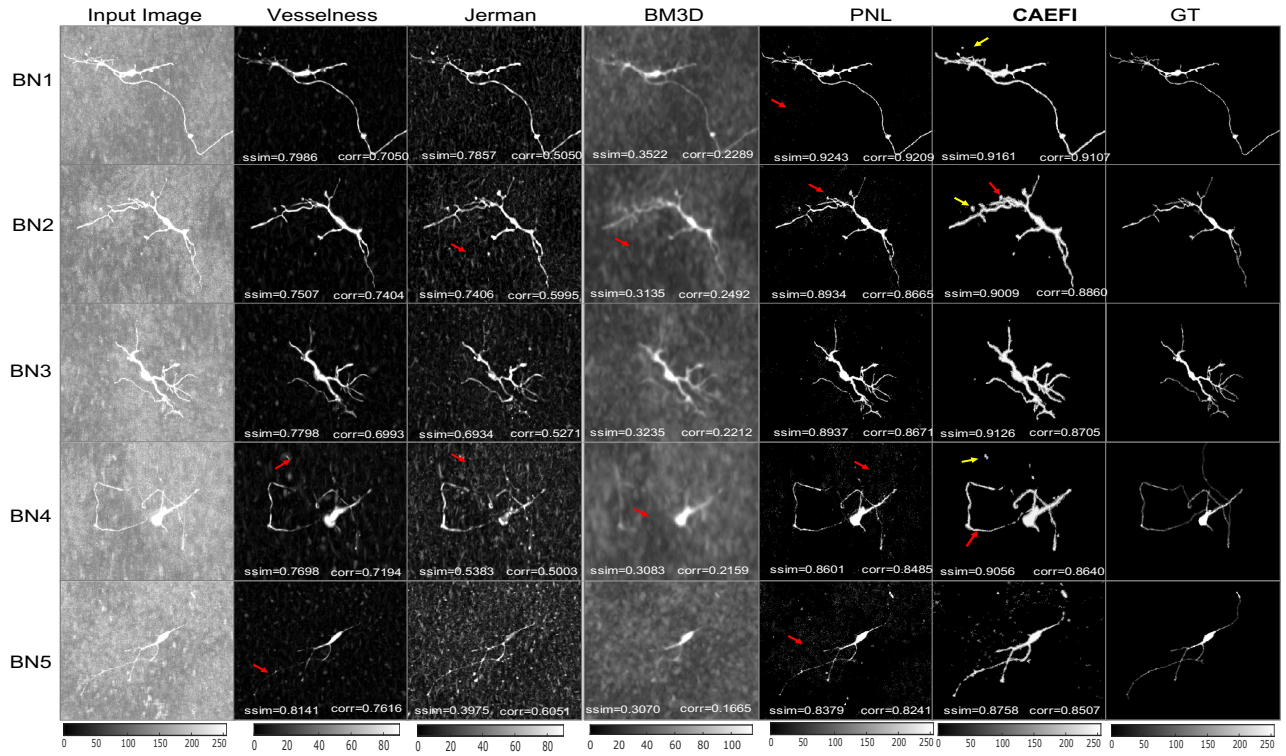 Input Image Vesselness Jerman BM3D PNL CAEFI GT
BN1
ssim=0.7986 corr=0.7050 ssim=0.7857 corr=0.5050 ssim=0.3522 corr=0.2289 ssim=0.9243 corr=0.9209 ssim=0.9161 corr=0.9107
BN2
ssim=0.7507 corr=0.7404 ssim=0.7406 corr=0.5995 ssim=0.3135 corr=0.2492 ssim=0.8934 corr=0.8665 ssim=0.9009 corr=0.8860
BN3
ssim=0.7798 corr=0.6993 ssim=0.6934 corr=0.5271 ssim=0.3235 corr=0.2212 ssim=0.8937 corr=0.8671 ssim=0.9126 corr=0.8705
BN4
ssim=0.7698 corr=0.7194 ssim=0.5383 corr=0.5003 ssim=0.3083 corr=0.2159 ssim=0.8601 corr=0.8485 ssim=0.9056 corr=0.8640
BN5
ssim=0.8141 corr=0.7616 ssim=0.3975 corr=0.6051 ssim=0.3070 corr=0.1665 ssim=0.8379 corr=0.8241 ssim=0.8758 corr=0.8507
0 50 100 150 200 250 0 20 40 60 80 0 20 40 60 80 0 20 40 60 80 100 0 50 100 150 200 250 0 50 100 150 200 250 0 50 100 150 200 250